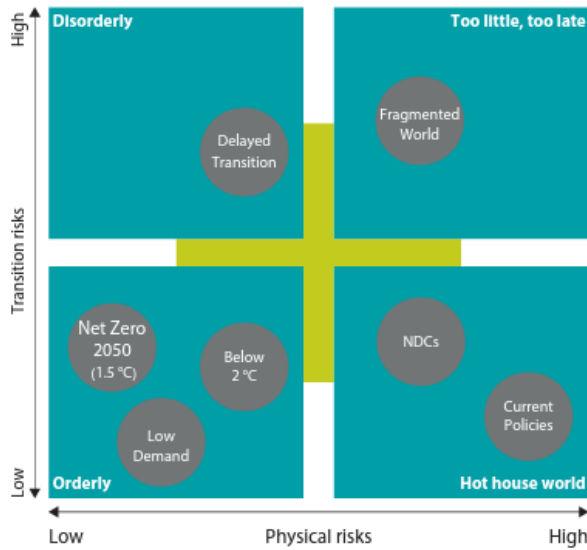 High
Transition risks
Low
Disorderly
Too little, too late
Delayed
Transition
Fragmented
World
Net Zero
2050
(1.5 °C)
Below
2 °C
Low
Demand
NDCs
Current
Policies
Orderly
Hot house world
Low
Physical risks
High